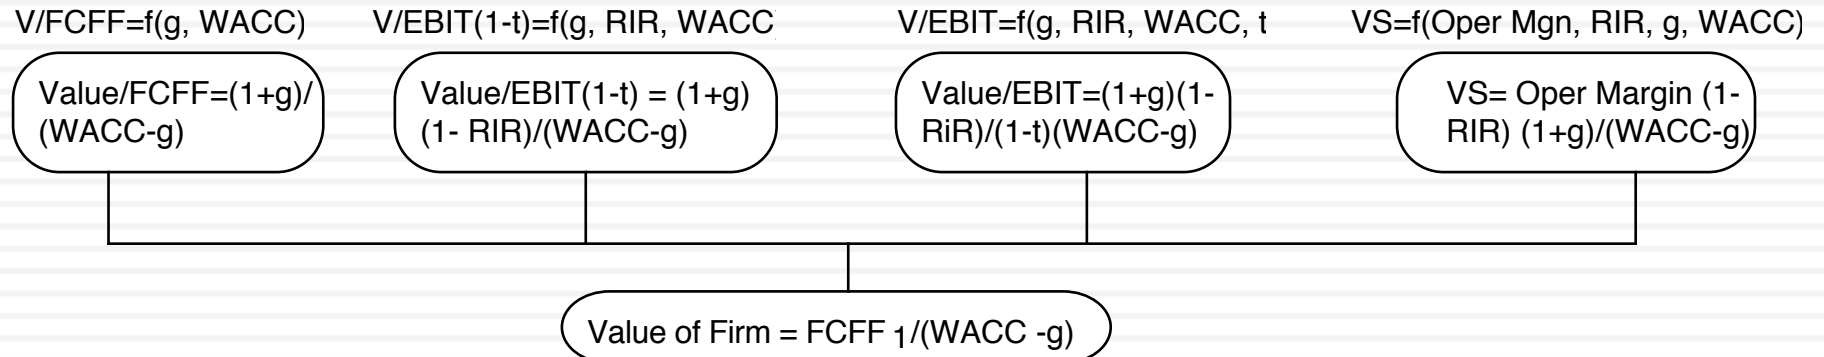 V/FCFF=f(g, WACC)
V/EBIT(1-t)=f(g, RIR, WACC
V/EBIT=f(g, RIR, WACC, t
VS=f(Oper Mgn, RIR, g, WACC)
Value/FCFF=(1+g)/
(WACC-g)
Value/EBIT(1-t) = (1+g)
(1- RIR)/(WACC-g)
Value/EBIT=(1+g)(1-
RiR)/(1-t)(WACC-g)
VS= Oper Margin (1-
RIR) (1+g)/(WACC-g)
Value of Firm = FCFF 1/(WACC -g)